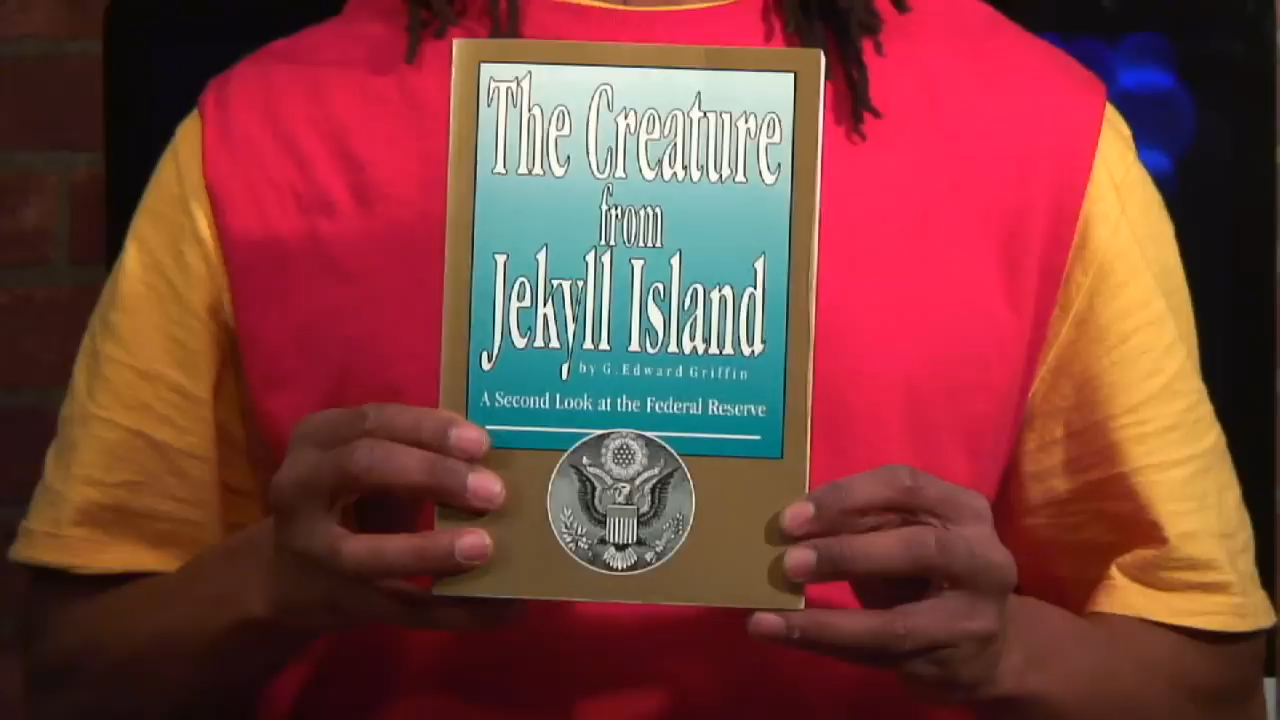 The Creature
from
Jekyll Island
by G. Edward Griffin
A Second Look at the Federal Reserve